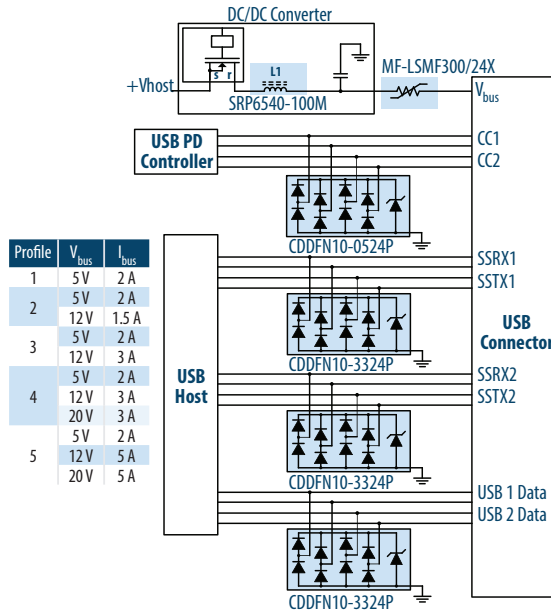 DC/DC Converter
+Vhost
s r
L1
SRP6540-100M
MF-LSMF300/24X
Vbus
USB PD
Controller
CC1
CC2
CDDFN10-0524P
Profile Vbus Ibus
1 5 V 2 A
2 5 V 2 A
12 V 1.5 A
3 5 V 2 A
12 V 3 A
4 5 V 2 A
12 V 3 A
20 V 3 A
5 5 V 2 A
12 V 5 A
20 V 5 A
USB
Host
SSRX1
SSTX1
CDDFN10-3324P
USB
Connector
SSRX2
SSTX2
CDDFN10-3324P
USB 1 Data
USB 2 Data
CDDFN10-3324P